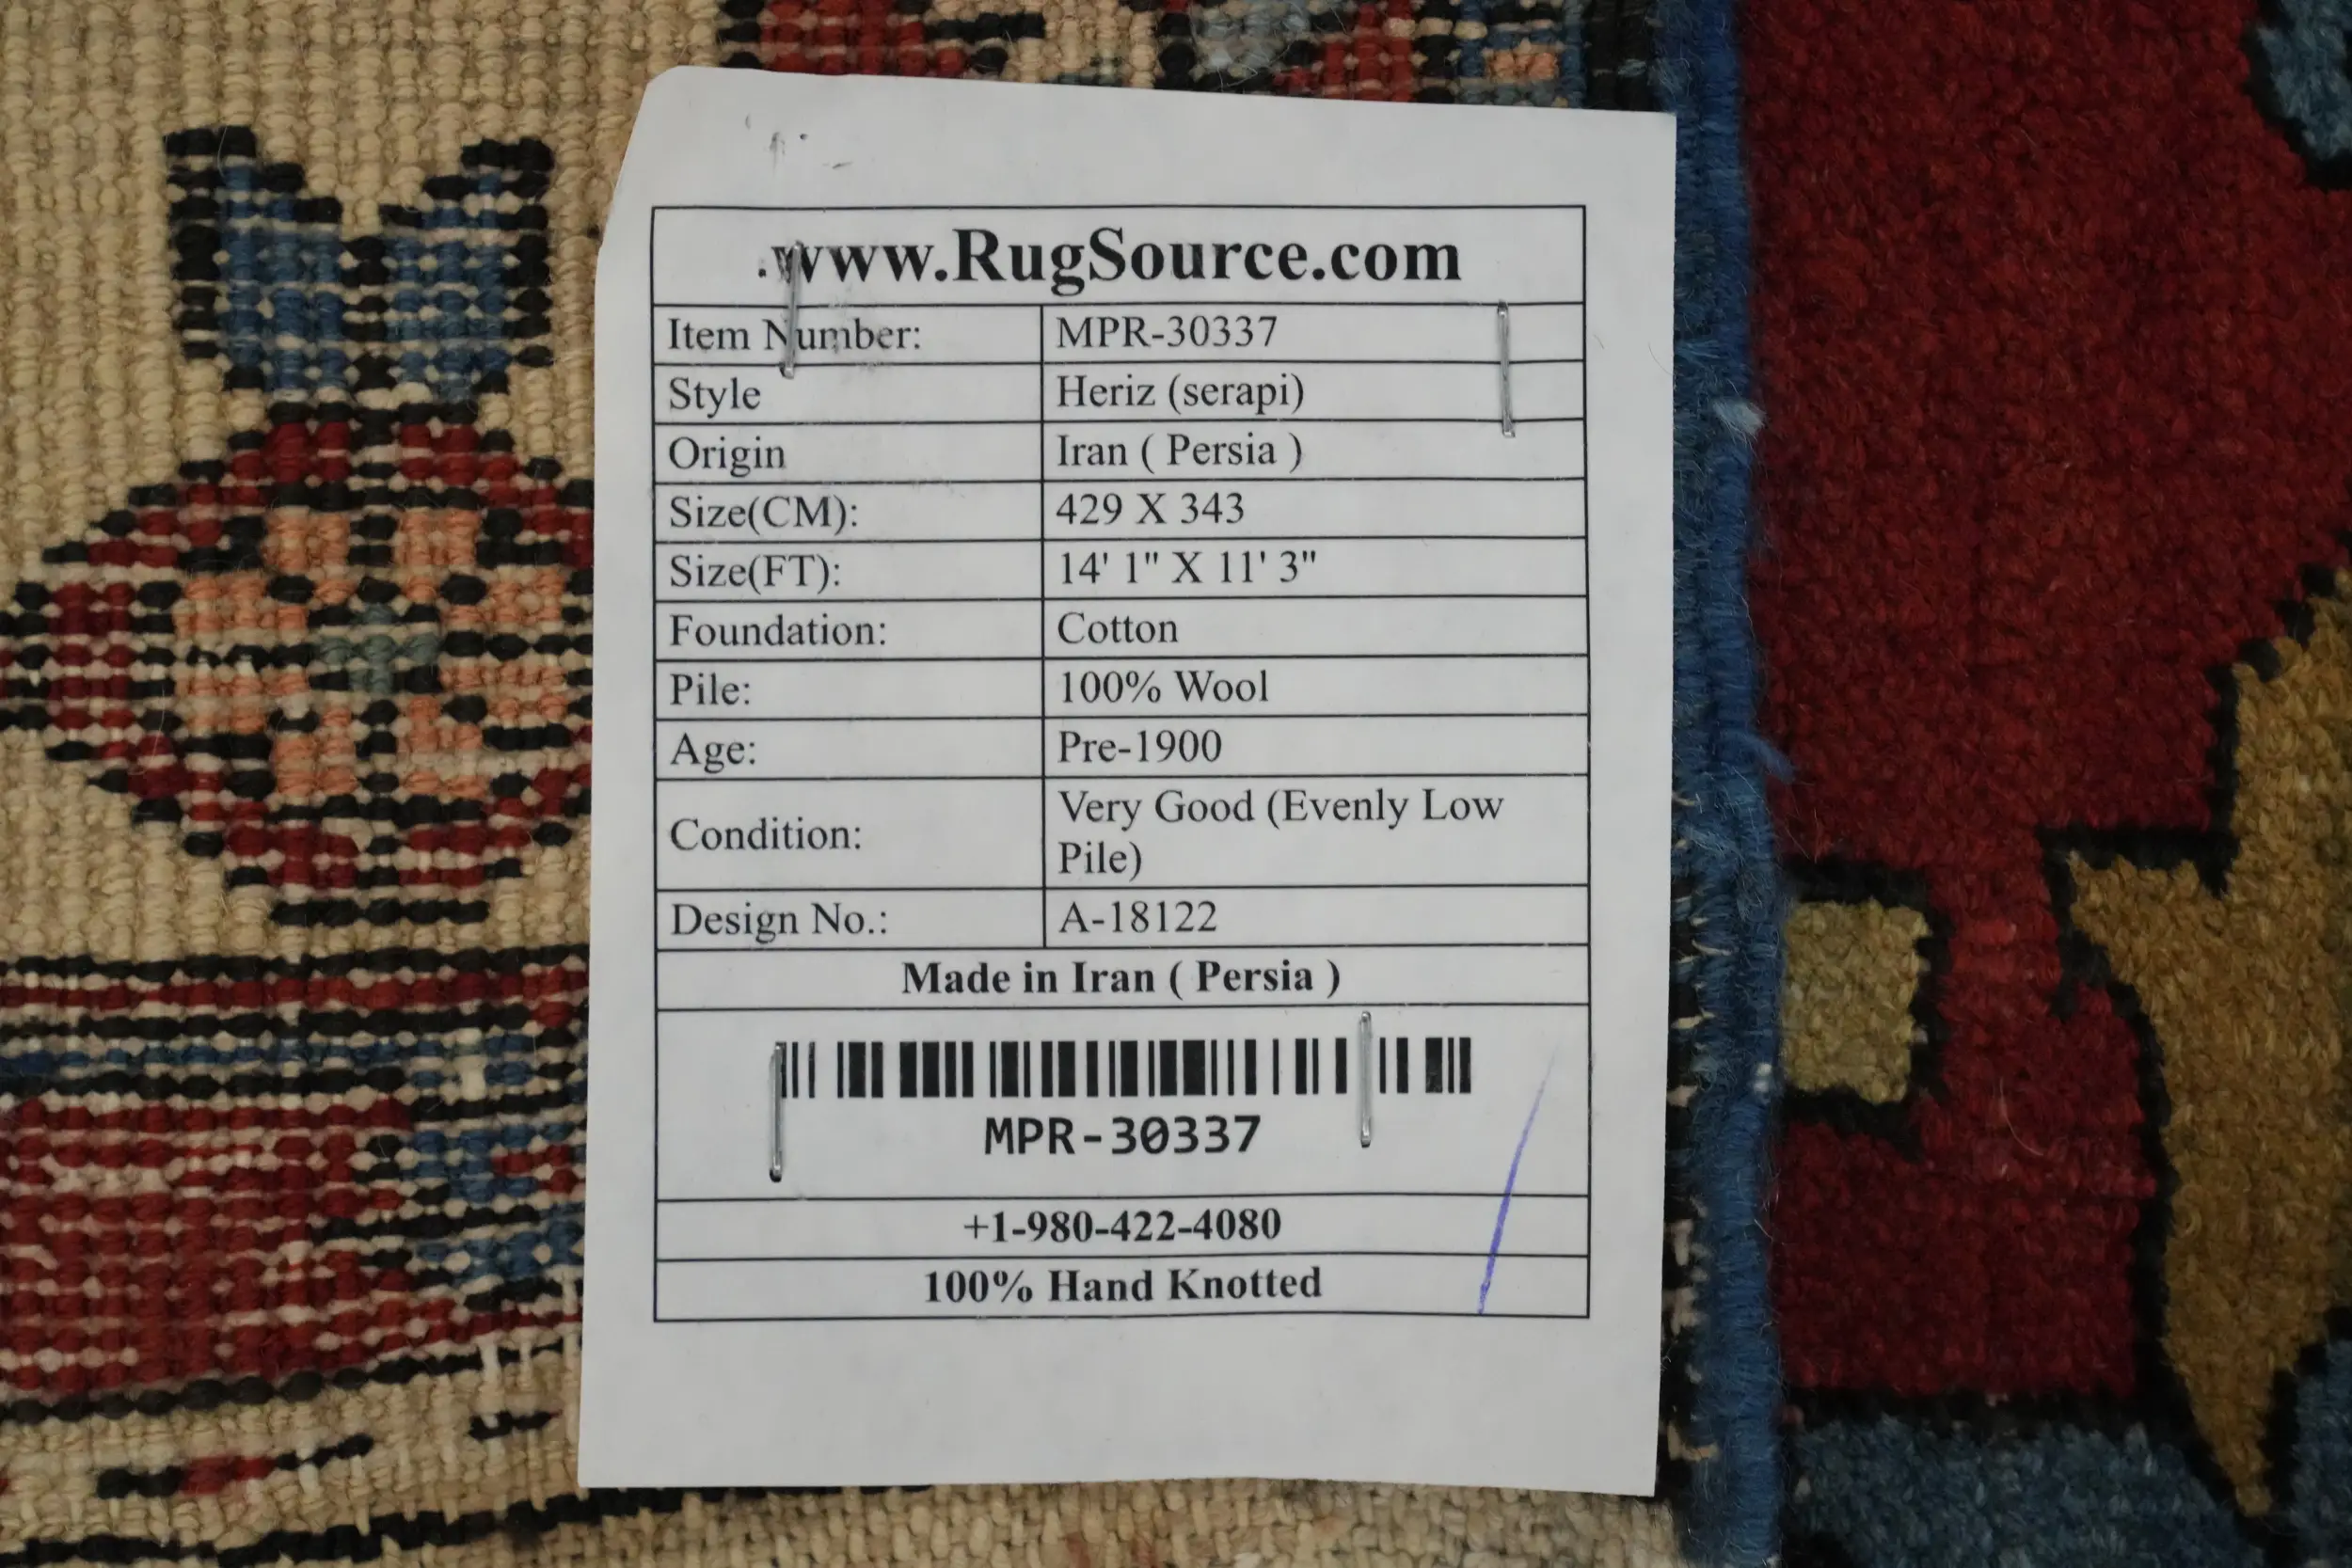 .www.RugSource.com
Item Number: MPR-30337
Style Heriz (serapi)
Origin Iran ( Persia )
Size(CM): 429 X 343
Size(FT): 14' 1" X 11' 3"
Foundation: Cotton
Pile: 100% Wool
Age: Pre-1900
Condition: Very Good (Evenly Low
Pile)
Design No.: A-18122
Made in Iran ( Persia )
MPR-30337
+1-980-422-4080
100% Hand Knotted